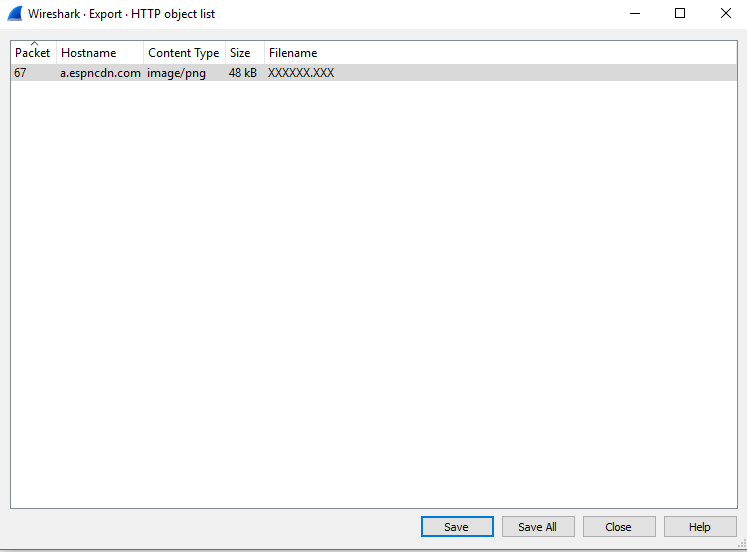 Wireshark · Export · HTTP object list
Packet Hostname Content Type Size Filename
67 a.espncdn.com image/png 48 kB XXXXXX.XXX
Save Save All Close Help